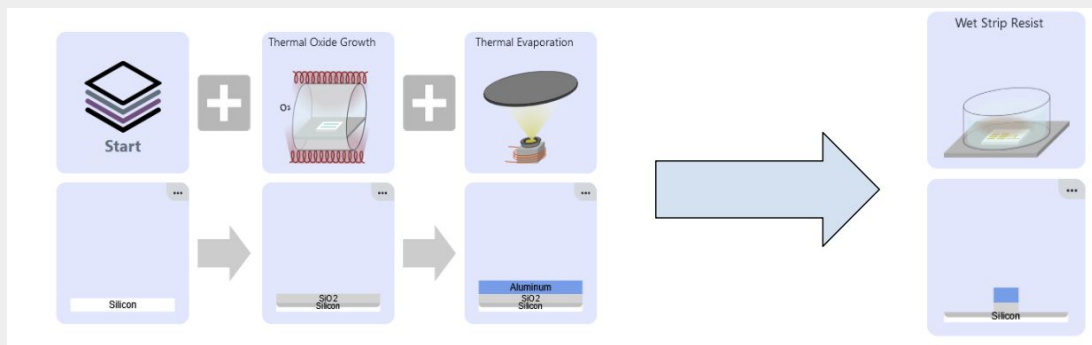 Thermal Oxide Growth
Thermal Evaporation
Wet Strip Resist
O₂
Start
...
...
...
...
Silicon
SiO2
Silicon
Aluminum
SiO2
Silicon
Silicon